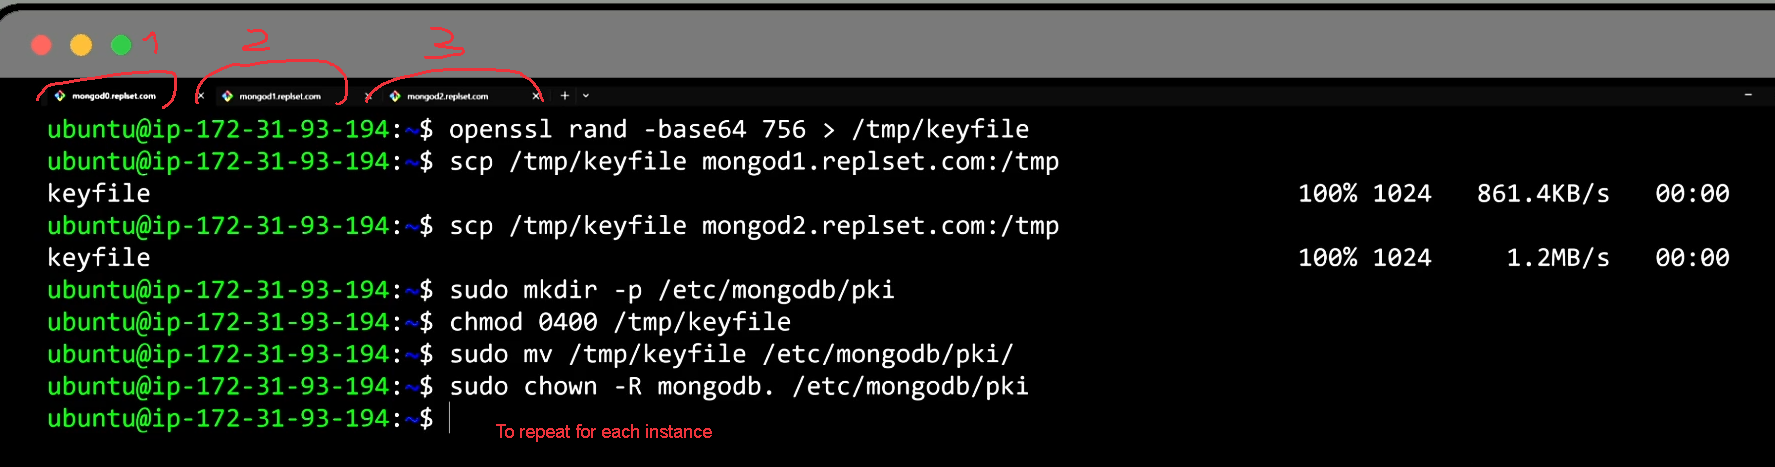 1 2 3
mongod0.replset.com mongod1.replset.com mongod2.replset.com
ubuntu@ip-172-31-93-194:~$ openssl rand -base64 756 > /tmp/keyfile
ubuntu@ip-172-31-93-194:~$ scp /tmp/keyfile mongod1.replset.com:/tmp
keyfile 100% 1024 861.4KB/s 00:00
ubuntu@ip-172-31-93-194:~$ scp /tmp/keyfile mongod2.replset.com:/tmp
keyfile 100% 1024 1.2MB/s 00:00
ubuntu@ip-172-31-93-194:~$ sudo mkdir -p /etc/mongodb/pki
ubuntu@ip-172-31-93-194:~$ chmod 0400 /tmp/keyfile
ubuntu@ip-172-31-93-194:~$ sudo mv /tmp/keyfile /etc/mongodb/pki/
ubuntu@ip-172-31-93-194:~$ sudo chown -R mongodb. /etc/mongodb/pki
ubuntu@ip-172-31-93-194:~$
To repeat for each instance